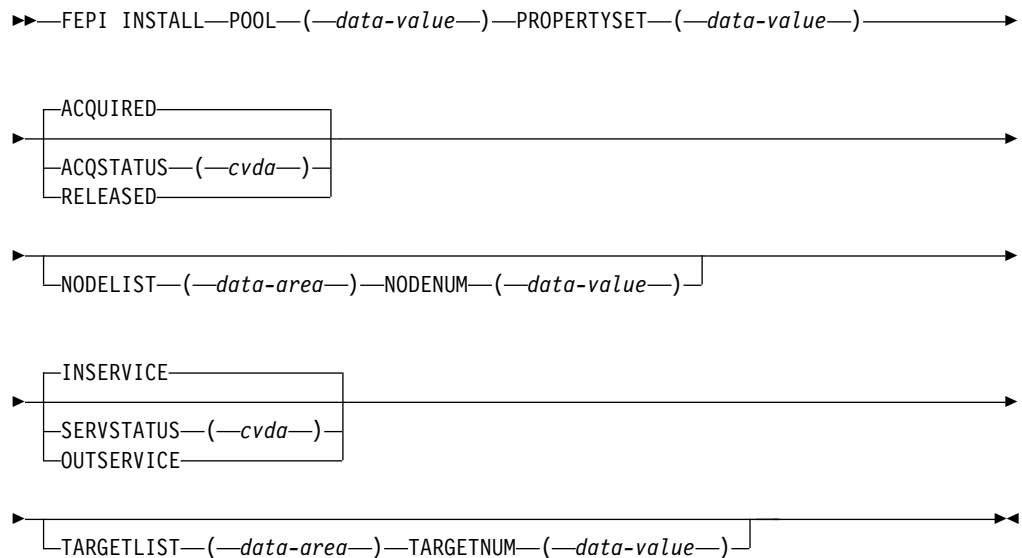 FEPI INSTALL POOL ( data-value ) PROPERTYSET ( data-value )
ACQUIRED
ACQSTATUS ( cvda )
RELEASED
NODELIST ( data-area ) NODENUM ( data-value )
INSERVICE
SERVSTATUS ( cvda )
OUTSERVICE
TARGETLIST ( data-area ) TARGETNUM ( data-value )